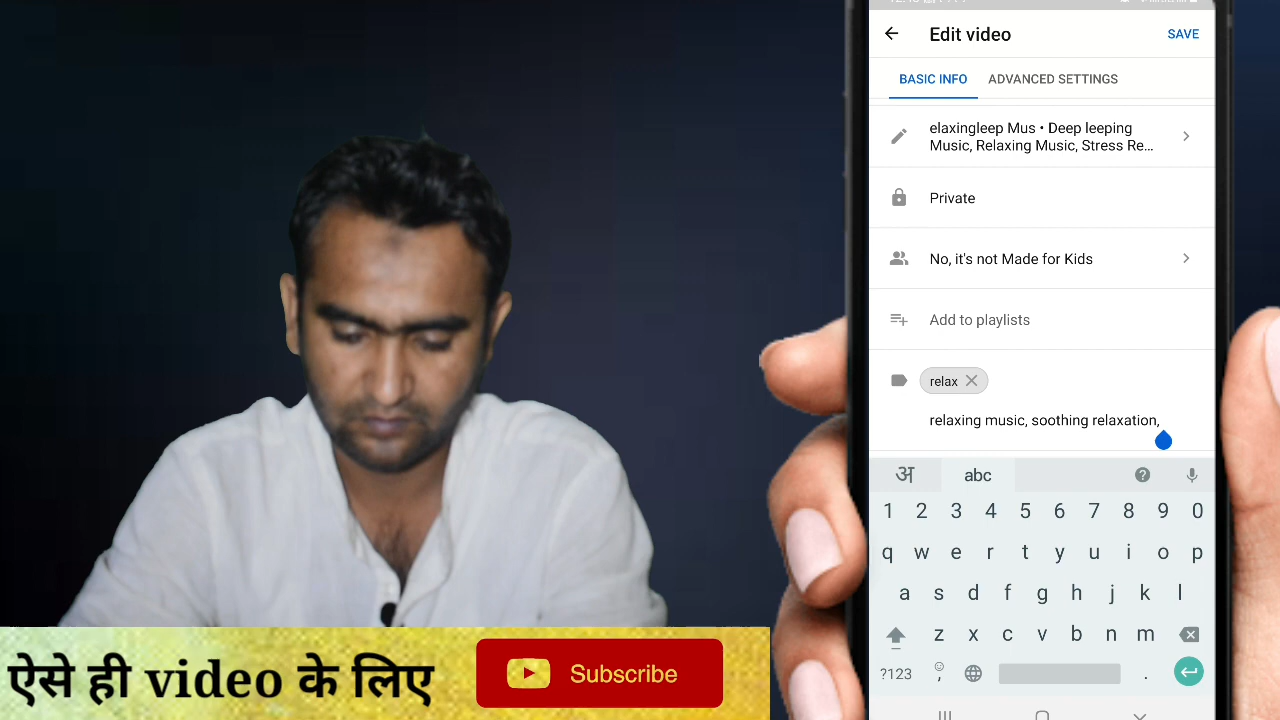 Edit video
SAVE
BASIC INFO
ADVANCED SETTINGS
elaxingleep Mus • Deep leeping
Music, Relaxing Music, Stress Re...
Private
No, it's not Made for Kids
Add to playlists
relax
relaxing music, soothing relaxation,
अ
abc
1 2 3 4 5 6 7 8 9 0
q w e r t y u i o p
a s d f g h j k l
z x c v b n m
?123 , .
ऐसे ही video के लिए
Subscribe